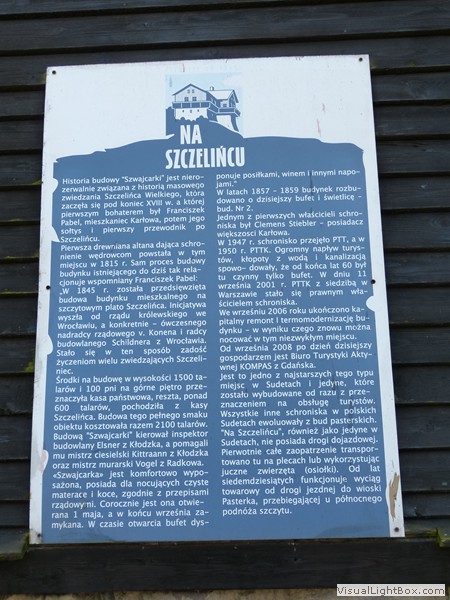 NA
SZCZELIŃCU
Historia budowy "Szwajcarki" jest niero-
zerwalnie związana z historią masowego
zwiedzania Szczelińca Wielkiego, która
zaczęła się pod koniec XVIII w. a której
pierwszym bohaterem był Franciszek
Pabel, mieszkaniec Karłowa, potem jego
sołtys i pierwszy przewodnik po
Szczelińcu.
Pierwsza drewniana altana dająca schro-
nienie wędrowcom powstała w tym
miejscu w 1815 r. Sam proces budowy
budynku istniejącego do dziś tak rela-
cjonuje wspomniany Franciszek Pabel:
„W 1845 r. została przedsięwzięta
budowa budynku mieszkalnego na
szczytowym plato Szczelińca. Inicjatywa
wyszła od rządu królewskiego we
Wrocławiu, a konkretnie - ówczesnego
nadradcy rządowego v. Konena i radcy
budowlanego Schildnera z Wrocławia.
Stało się w ten sposób zadość
życzeniom wielu zwiedzających Szczeli-
niec.
Środki na budowę w wysokości 1500 tala-
rów i 100 pni na górne piętro prze-
znaczyła kasa państwowa, reszta, ponad
600 talarów, pochodziła z kasy
Szczelińca. Budowa tego pełnego smaku
obiektu kosztowała razem 2100 talarów.
Budową "Szwajcarki" kierował inspektor
budowlany Elsner z Kłodzka, a pomagali
mu mistrz ciesielski Kittraann z Kłodzka
oraz mistrz murarski Vogel z Radkowa.
«Szwajcarka» jest komfortowo wypo-
sażona, posiada dla nocujących czyste
materace i koce, zgodnie z przepisami
rządowymi. Corocznie jest ona otwie-
rana 1 maja, a w końcu września za-
mykana. W czasie otwarcia bufet dys-
ponuje posiłkami, winem i innymi napo-
jami."
W latach 1857 - 1859 budynek rozbu-
dowano o dzisiejszy bufet i świetlicę -
bud. Nr 2.
Jednym z pierwszych właścicieli schro-
niska był Clemens Stiebler - posiadacz
większości Karłowa.
W 1947 r. schronisko przejęło PTT, a w
1950 r. PTTK. Ogromny napływ turys-
tów, kłopoty z wodą i kanalizacją
spowo- dowały, że od końca lat 60 był
tu czynny tylko bufet. W dniu 11
września 2001 r. PTTK z siedzibą w
Warszawie stało się prawnym wła-
ścicielem schroniska.
We wrześniu 2006 roku ukończono ka-
pitalny remont I termomodernizację bu-
dynku - w wyniku czego znowu można
nocować w tym niezwykłym miejscu.
Od września 2008 po dzień dzisiejszy
gospodarzem jest Biuro Turystyki Akty-
wnej KOMPAS z Gdańska.
Jest to jedno z najstarszych tego typu
miejsc w Sudetach i jedyne, które
zostało wybudowane od razu z prze-
znaczeniem na obsługę turystów.
Wszystkie inne schroniska w polskich
Sudetach ewoluowały z bud pasterskich.
"Na Szczelińcu", również jako jedyne w
Sudetach, nie posiada drogi dojazdowej.
Pierwotnie całe zaopatrzenie transpor-
towano tu na plecach lub wykorzystując
juczne zwierzęta (osiołki). Od lat
siedemdziesiątych funkcjonuje wyciąg
towarowy od drogi jezdnej do wioski
Pasterka, przebiegającej u północnego
podnóża szczytu.
VisualLightBox.com